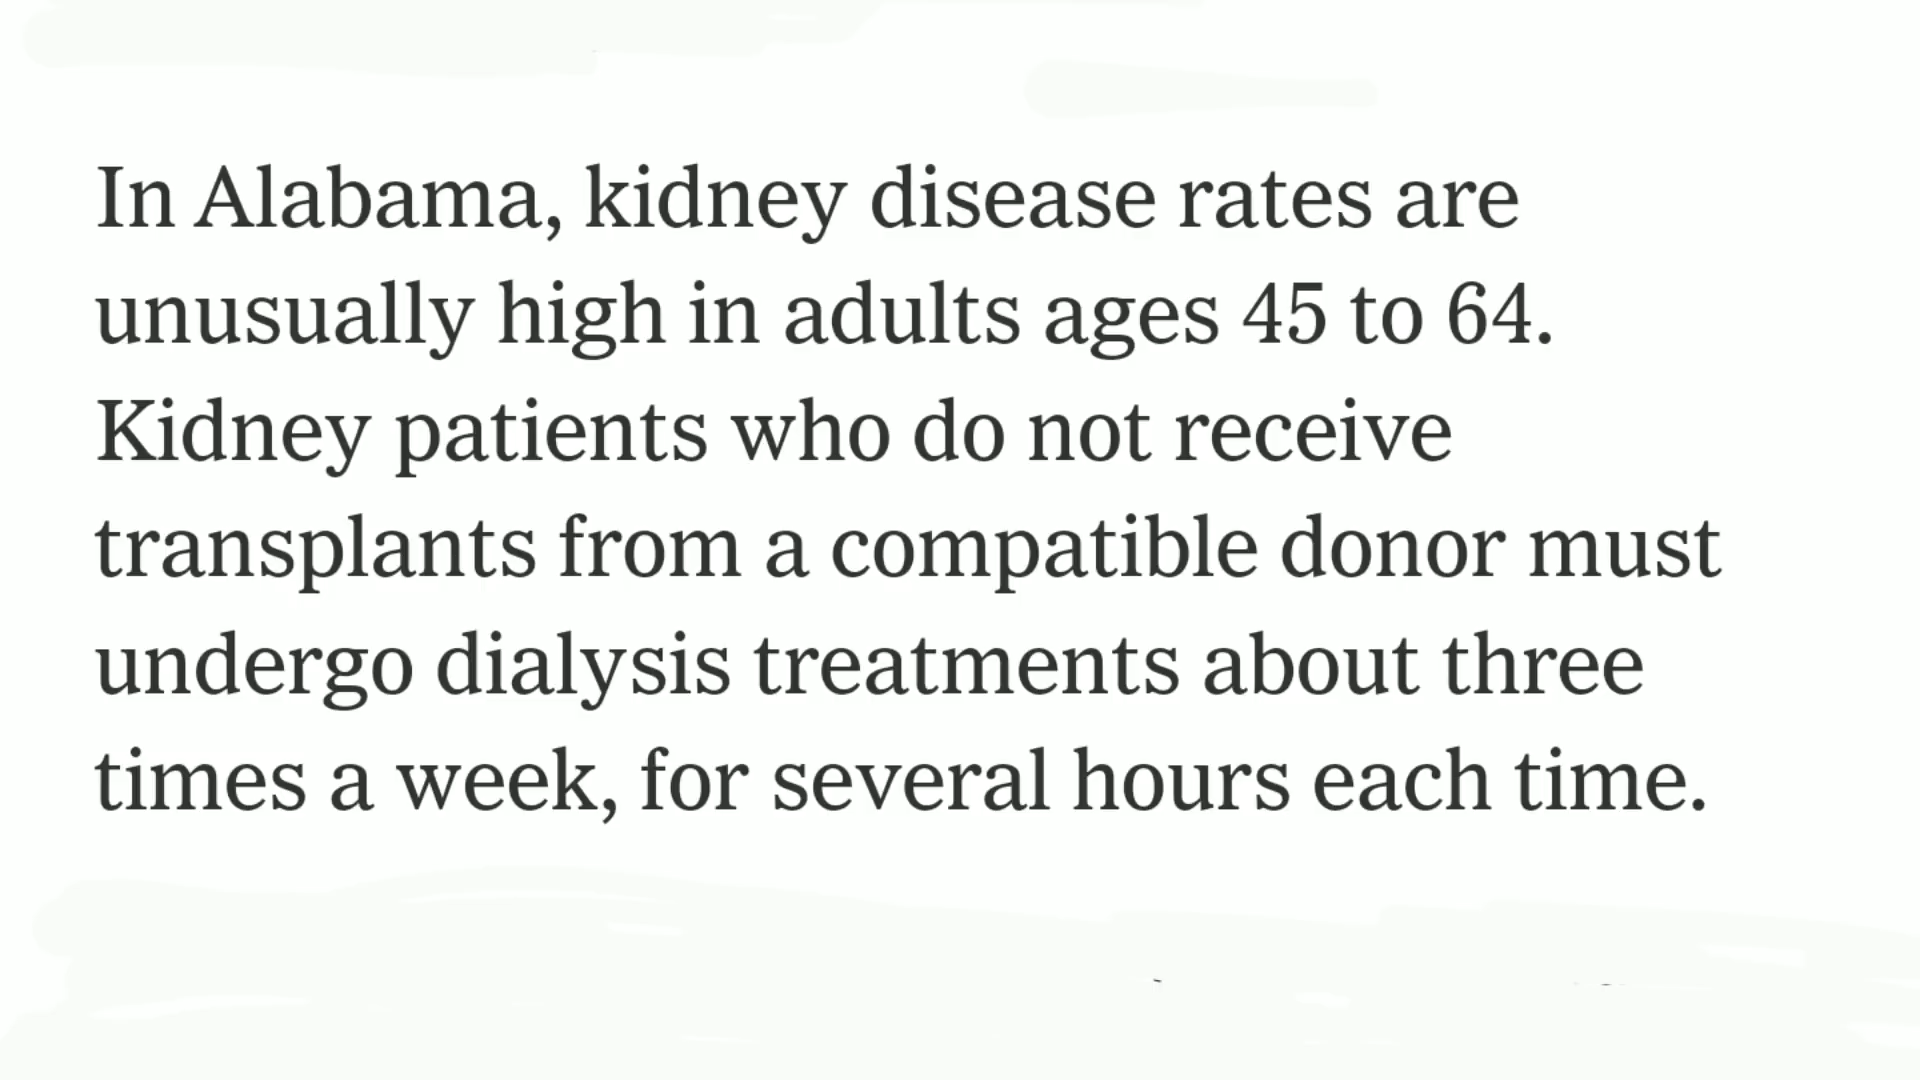 In Alabama, kidney disease rates are
unusually high in adults ages 45 to 64.
Kidney patients who do not receive
transplants from a compatible donor must
undergo dialysis treatments about three
times a week, for several hours each time.